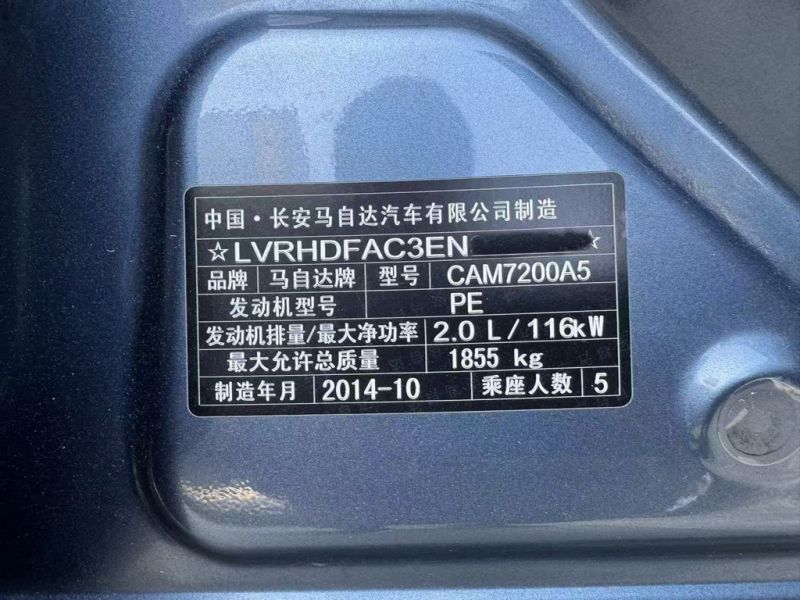 中国·长安马自达汽车有限公司制造
☆LVRHDFAC3EN ☆
品牌 马自达牌 型号 CAM7200A5
发动机型号 PE
发动机排量/最大净功率 2.0 L/116kW
最大允许总质量 1855 kg
制造年月 2014-10 乘座人数 5